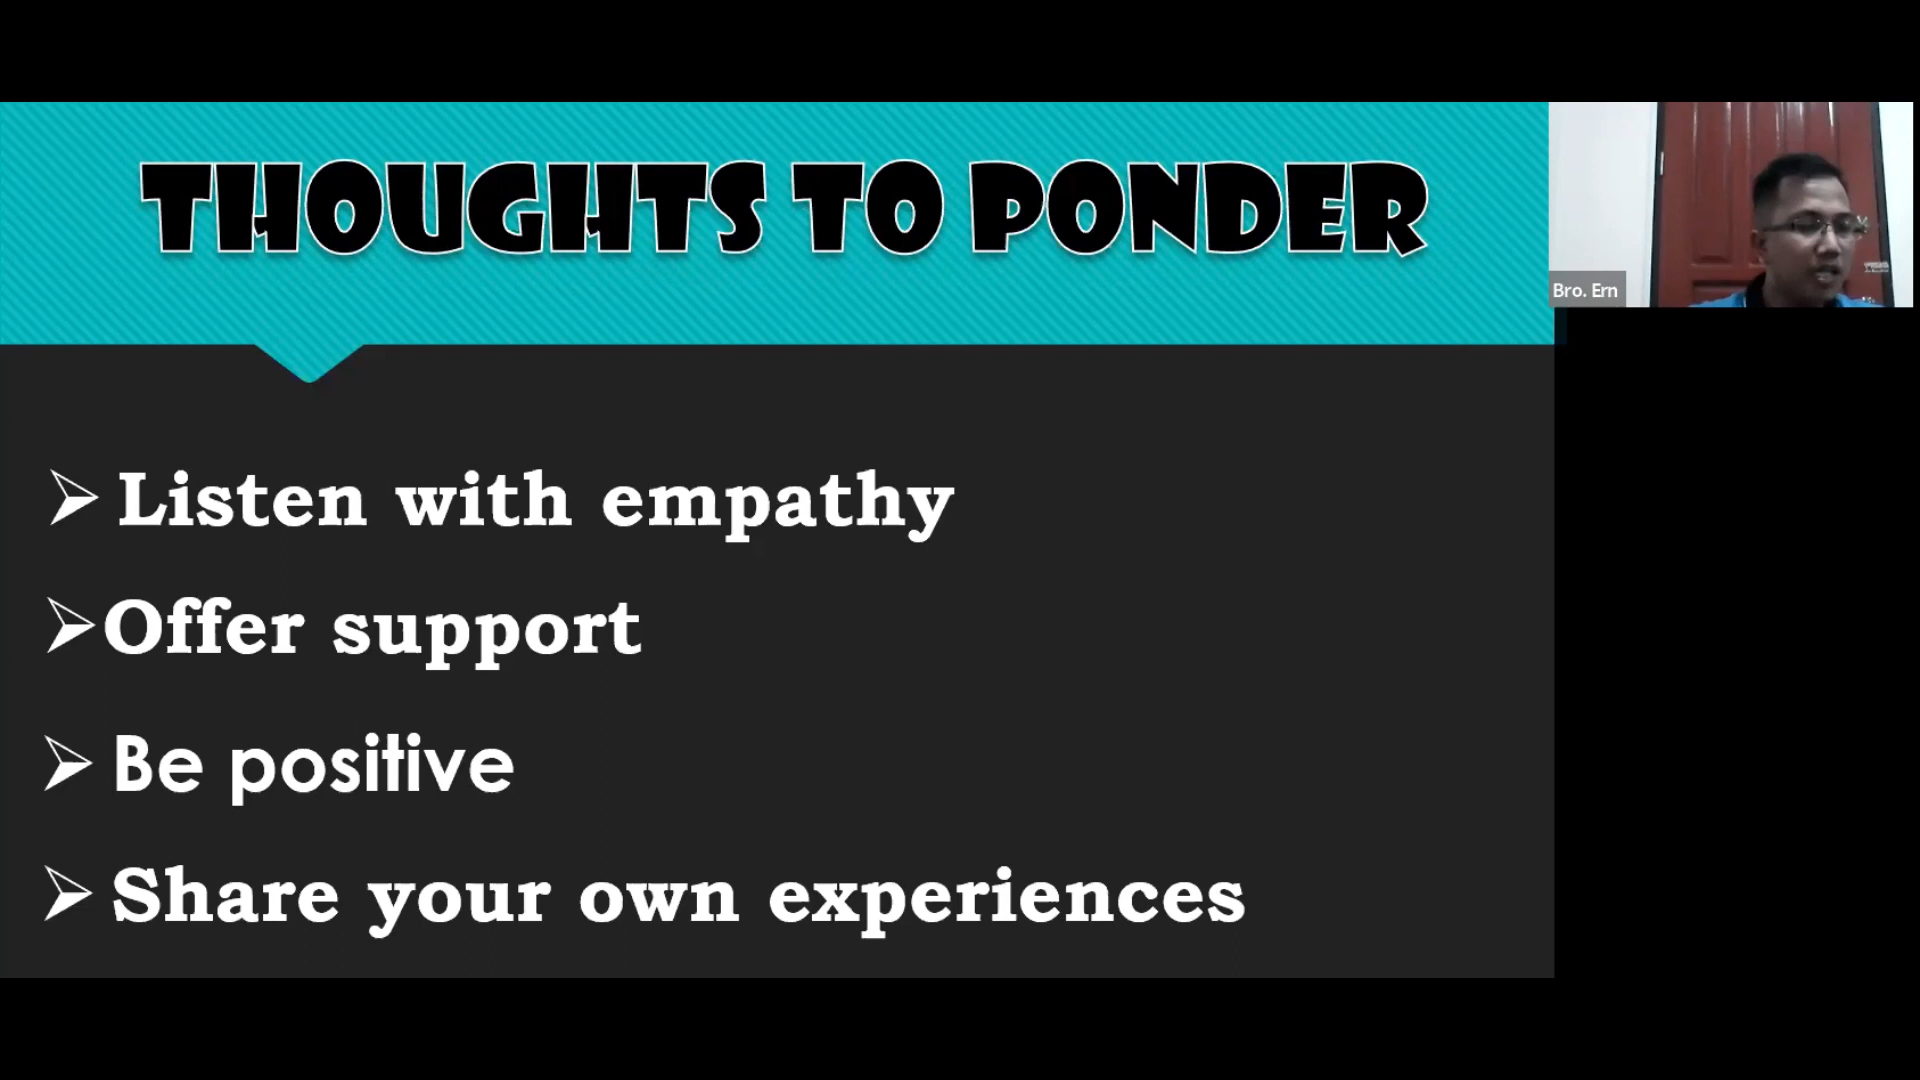 THOUGHTS TO PONDER
Bro. Ern
➢ Listen with empathy
➢ Offer support
➢ Be positive
➢ Share your own experiences